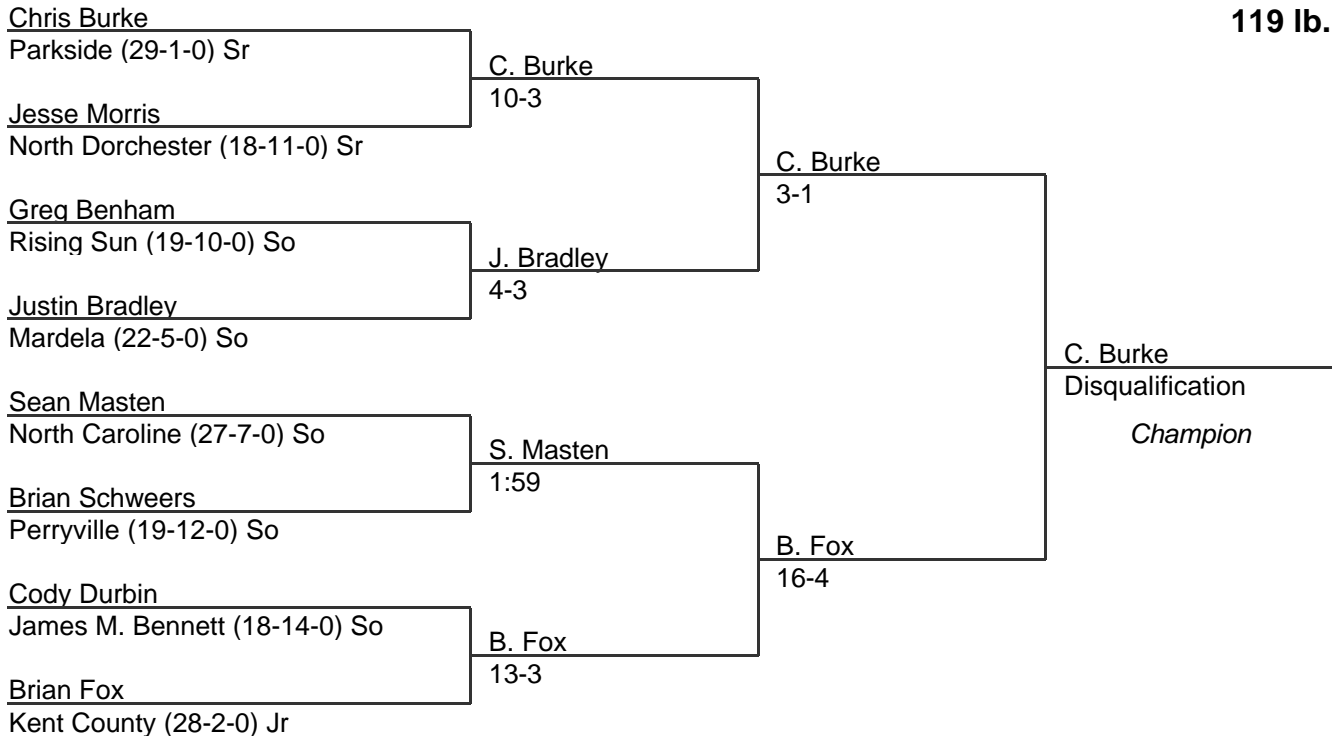 119 lb.
Chris Burke
Parkside (29-1-0) Sr
Jesse Morris
North Dorchester (18-11-0) Sr
Greg Benham
Rising Sun (19-10-0) So
Justin Bradley
Mardela (22-5-0) So
Sean Masten
North Caroline (27-7-0) So
Brian Schweers
Perryville (19-12-0) So
Cody Durbin
James M. Bennett (18-14-0) So
Brian Fox
Kent County (28-2-0) Jr
C. Burke
10-3
J. Bradley
4-3
S. Masten
1:59
B. Fox
13-3
C. Burke
3-1
B. Fox
16-4
C. Burke
Disqualification
Champion